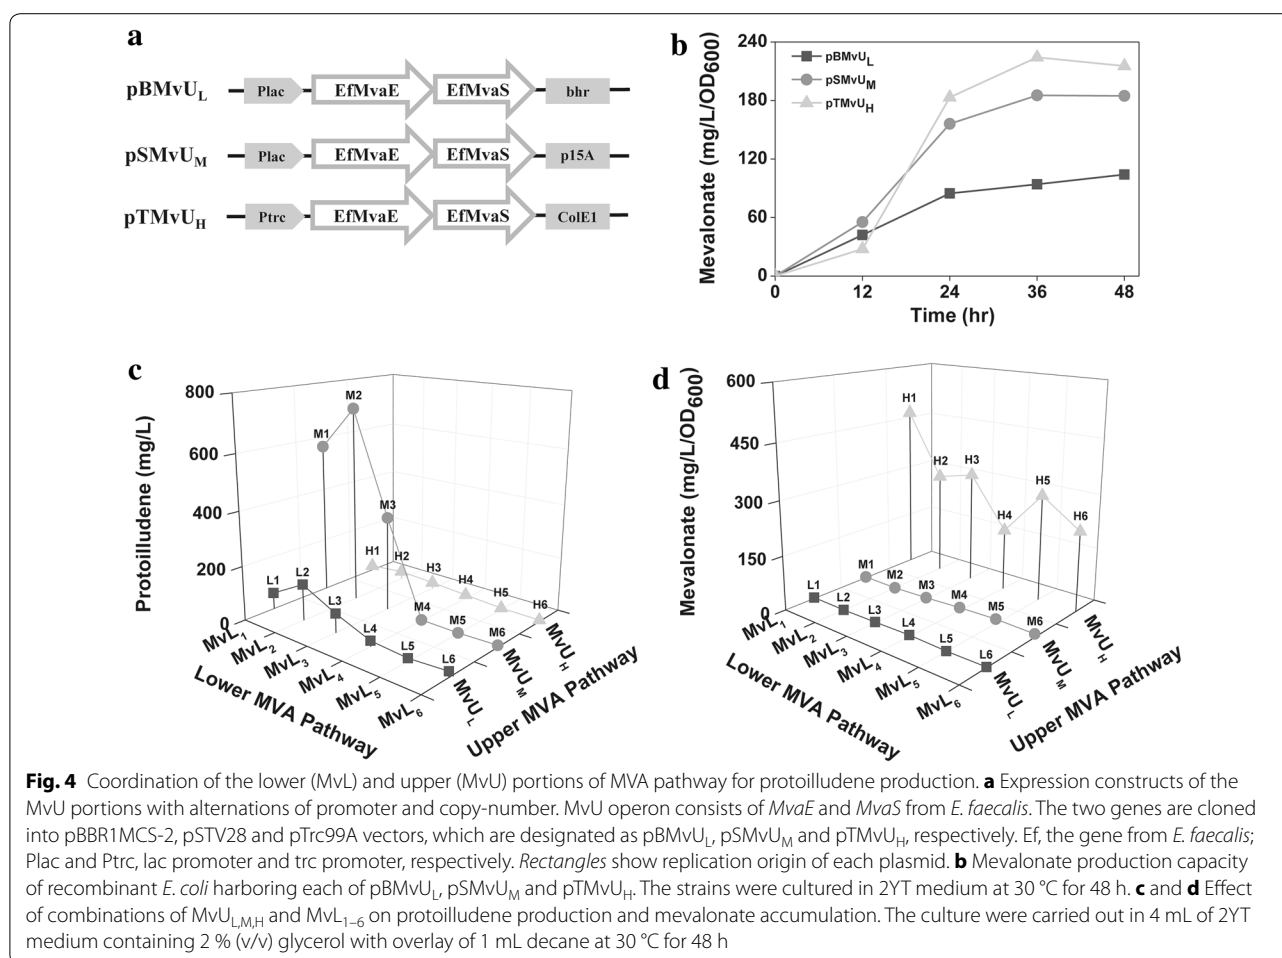 a
pBMvUL Plac EfMvaE EfMvaS bhr
pSMvUM Plac EfMvaE EfMvaS p15A
pTMvUH Ptrc EfMvaE EfMvaS ColE1
b
Mevalonate (mg/L/OD600)
240
180
120
60
0
pBMvUL
pSMvUM
pTMvUH
0 12 24 36 48
Time (hr)
c
Protoilludene (mg/L)
800
600
400
200
0
M1 M2 M3 M4 M5 M6
H1 H2 H3 H4 H5 H6
L1 L2 L3 L4 L5 L6
MvL1 MvL2 MvL3 MvL4 MvL5 MvL6
Lower MVA Pathway
MvUL MvUM MvUH
Upper MVA Pathway
d
Mevalonate (mg/L/OD600)
600
450
300
150
0
H1 H2 H3 H4 H5 H6
M1 M2 M3 M4 M5 M6
L1 L2 L3 L4 L5 L6
MvL1 MvL2 MvL3 MvL4 MvL5 MvL6
Lower MVA Pathway
MvUL MvUM MvUH
Upper MVA Pathway
Fig. 4 Coordination of the lower (MvL) and upper (MvU) portions of MVA pathway for protoilludene production. a Expression constructs of the
MvU portions with alternations of promoter and copy-number. MvU operon consists of MvaE and MvaS from E. faecalis. The two genes are cloned
into pBBR1MCS-2, pSTV28 and pTrc99A vectors, which are designated as pBMvUL, pSMvUM and pTMvUH, respectively. Ef, the gene from E. faecalis;
Plac and Ptrc, lac promoter and trc promoter, respectively. Rectangles show replication origin of each plasmid. b Mevalonate production capacity
of recombinant E. coli harboring each of pBMvUL, pSMvUM and pTMvUH. The strains were cultured in 2YT medium at 30 °C for 48 h. c and d Effect
of combinations of MvUL,M,H and MvL1–6 on protoilludene production and mevalonate accumulation. The culture were carried out in 4 mL of 2YT
medium containing 2 % (v/v) glycerol with overlay of 1 mL decane at 30 °C for 48 h